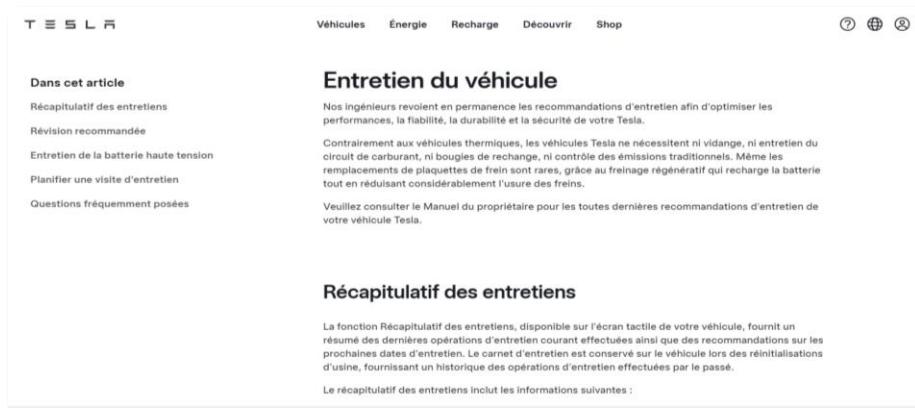 TESLA
Véhicules Énergie Recharge Découvrir Shop
Dans cet article
Récapitulatif des entretiens
Révision recommandée
Entretien de la batterie haute tension
Planifier une visite d'entretien
Questions fréquemment posées
Entretien du véhicule
Nos ingénieurs revoient en permanence les recommandations d'entretien afin d'optimiser les
performances, la fiabilité, la durabilité et la sécurité de votre Tesla.
Contrairement aux véhicules thermiques, les véhicules Tesla ne nécessitent ni vidange, ni entretien du
circuit de carburant, ni bougies de rechange, ni contrôle des émissions traditionnels. Même les
remplacements de plaquettes de frein sont rares, grâce au freinage régénératif qui recharge la batterie
tout en réduisant considérablement l'usure des freins.
Veuillez consulter le Manuel du propriétaire pour les toutes dernières recommandations d'entretien de
votre véhicule Tesla.
Récapitulatif des entretiens
La fonction Récapitulatif des entretiens, disponible sur l'écran tactile de votre véhicule, fournit un
résumé des dernières opérations d'entretien courant effectuées ainsi que des recommandations sur les
prochaines dates d'entretien. Le carnet d'entretien est conservé sur le véhicule lors des réinitialisations
d'usine, fournissant un historique des opérations d'entretien effectuées par le passé.
Le récapitulatif des entretiens inclut les informations suivantes :